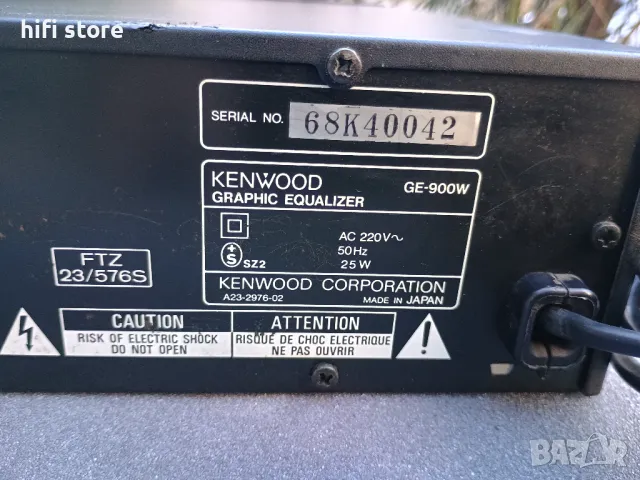 hifi store
SERIAL NO. 68K40042
KENWOOD GE-900W
GRAPHIC EQUALIZER
AC 220V~
50Hz
25W
+
S SZ2
KENWOOD CORPORATION
A23-2976-02 MADE IN JAPAN
FTZ
23/576S
CAUTION
RISK OF ELECTRIC SHOCK
DO NOT OPEN
ATTENTION
RISQUE DE CHOC ELECTRIQUE
NE PAS OUVRIR
!
BAZAR